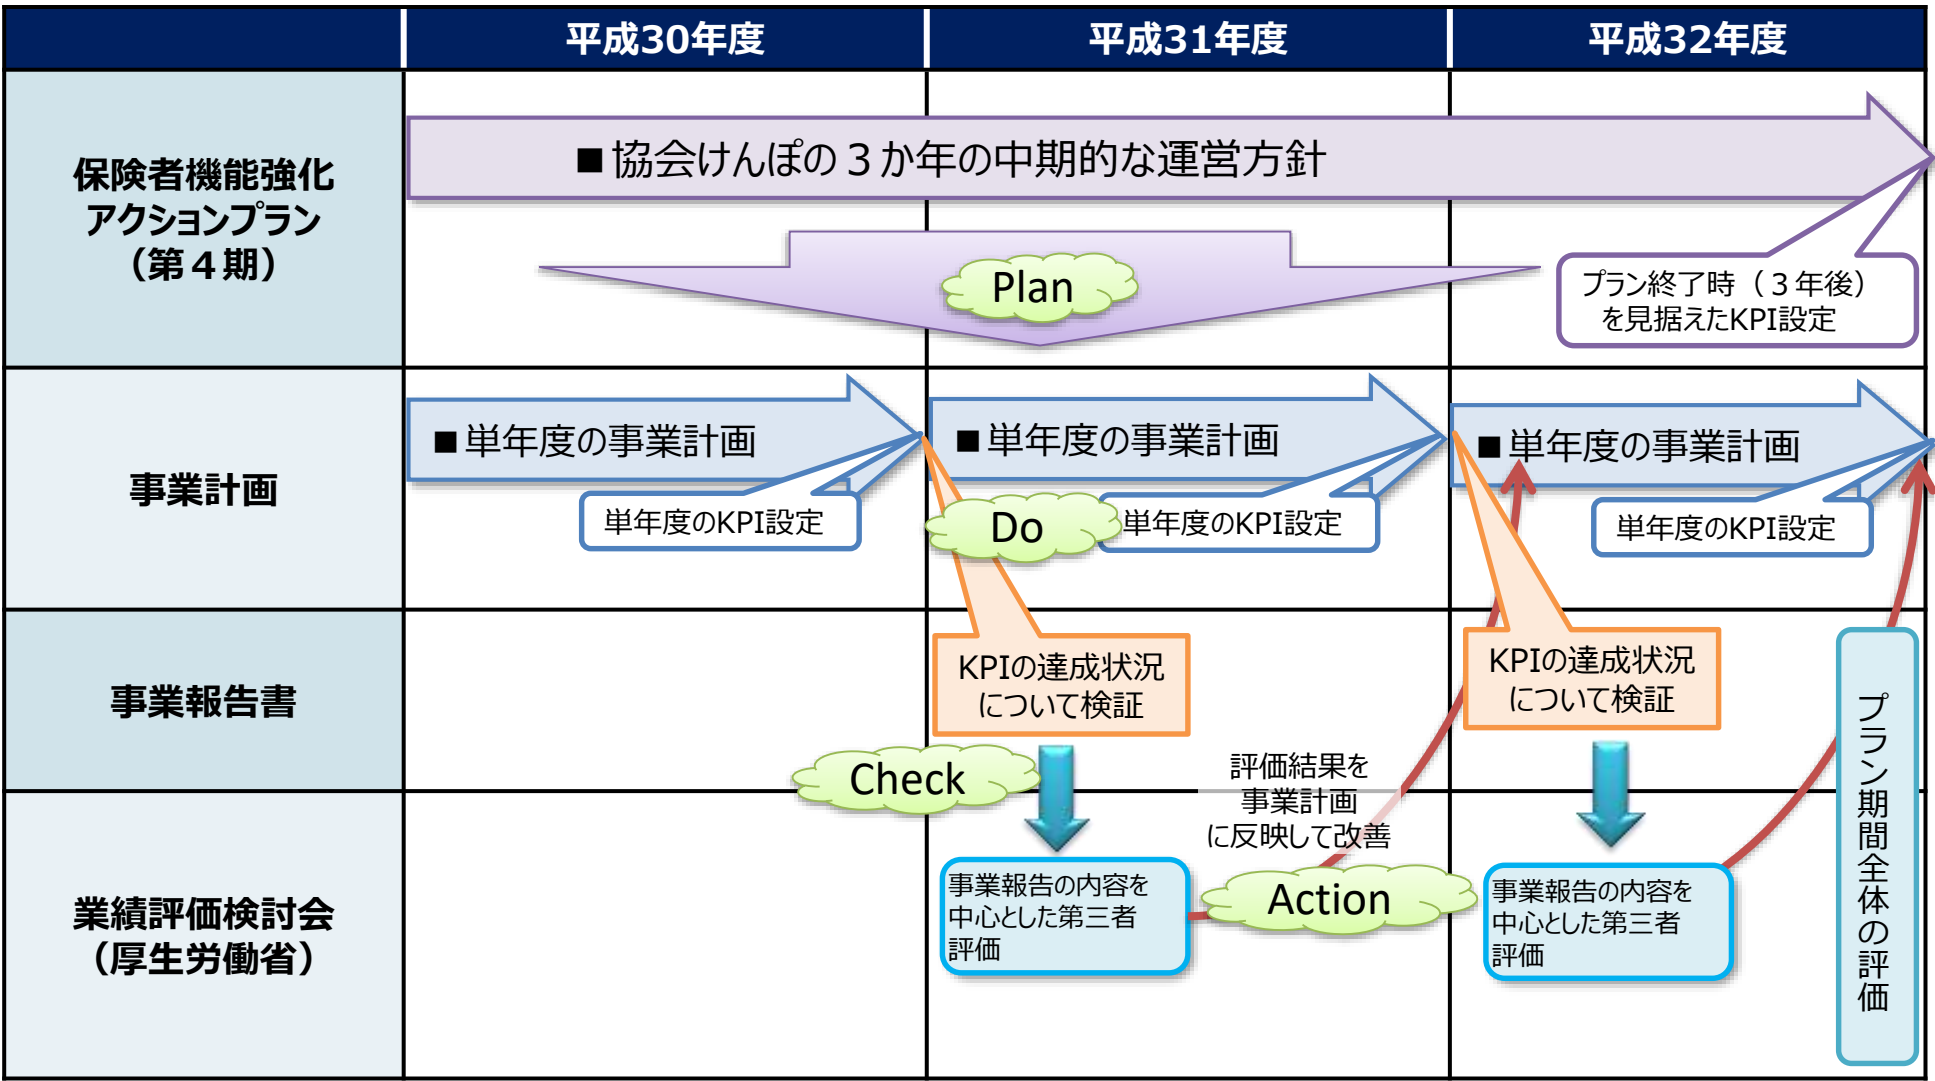 平成30年度
平成31年度
平成32年度
保険者機能強化
アクションプラン
（第４期）
■協会けんぽの３か年の中期的な運営方針
Plan
プラン終了時（３年後）
を見据えたKPI設定
事業計画
■単年度の事業計画
単年度のKPI設定
■単年度の事業計画
Do
単年度のKPI設定
■単年度の事業計画
単年度のKPI設定
事業報告書
KPIの達成状況
について検証
KPIの達成状況
について検証
Check
評価結果を
事業計画
に反映して改善
業績評価検討会
（厚生労働省）
事業報告の内容を
中心とした第三者
評価
Action
事業報告の内容を
中心とした第三者
評価
プラン期間全体の評価